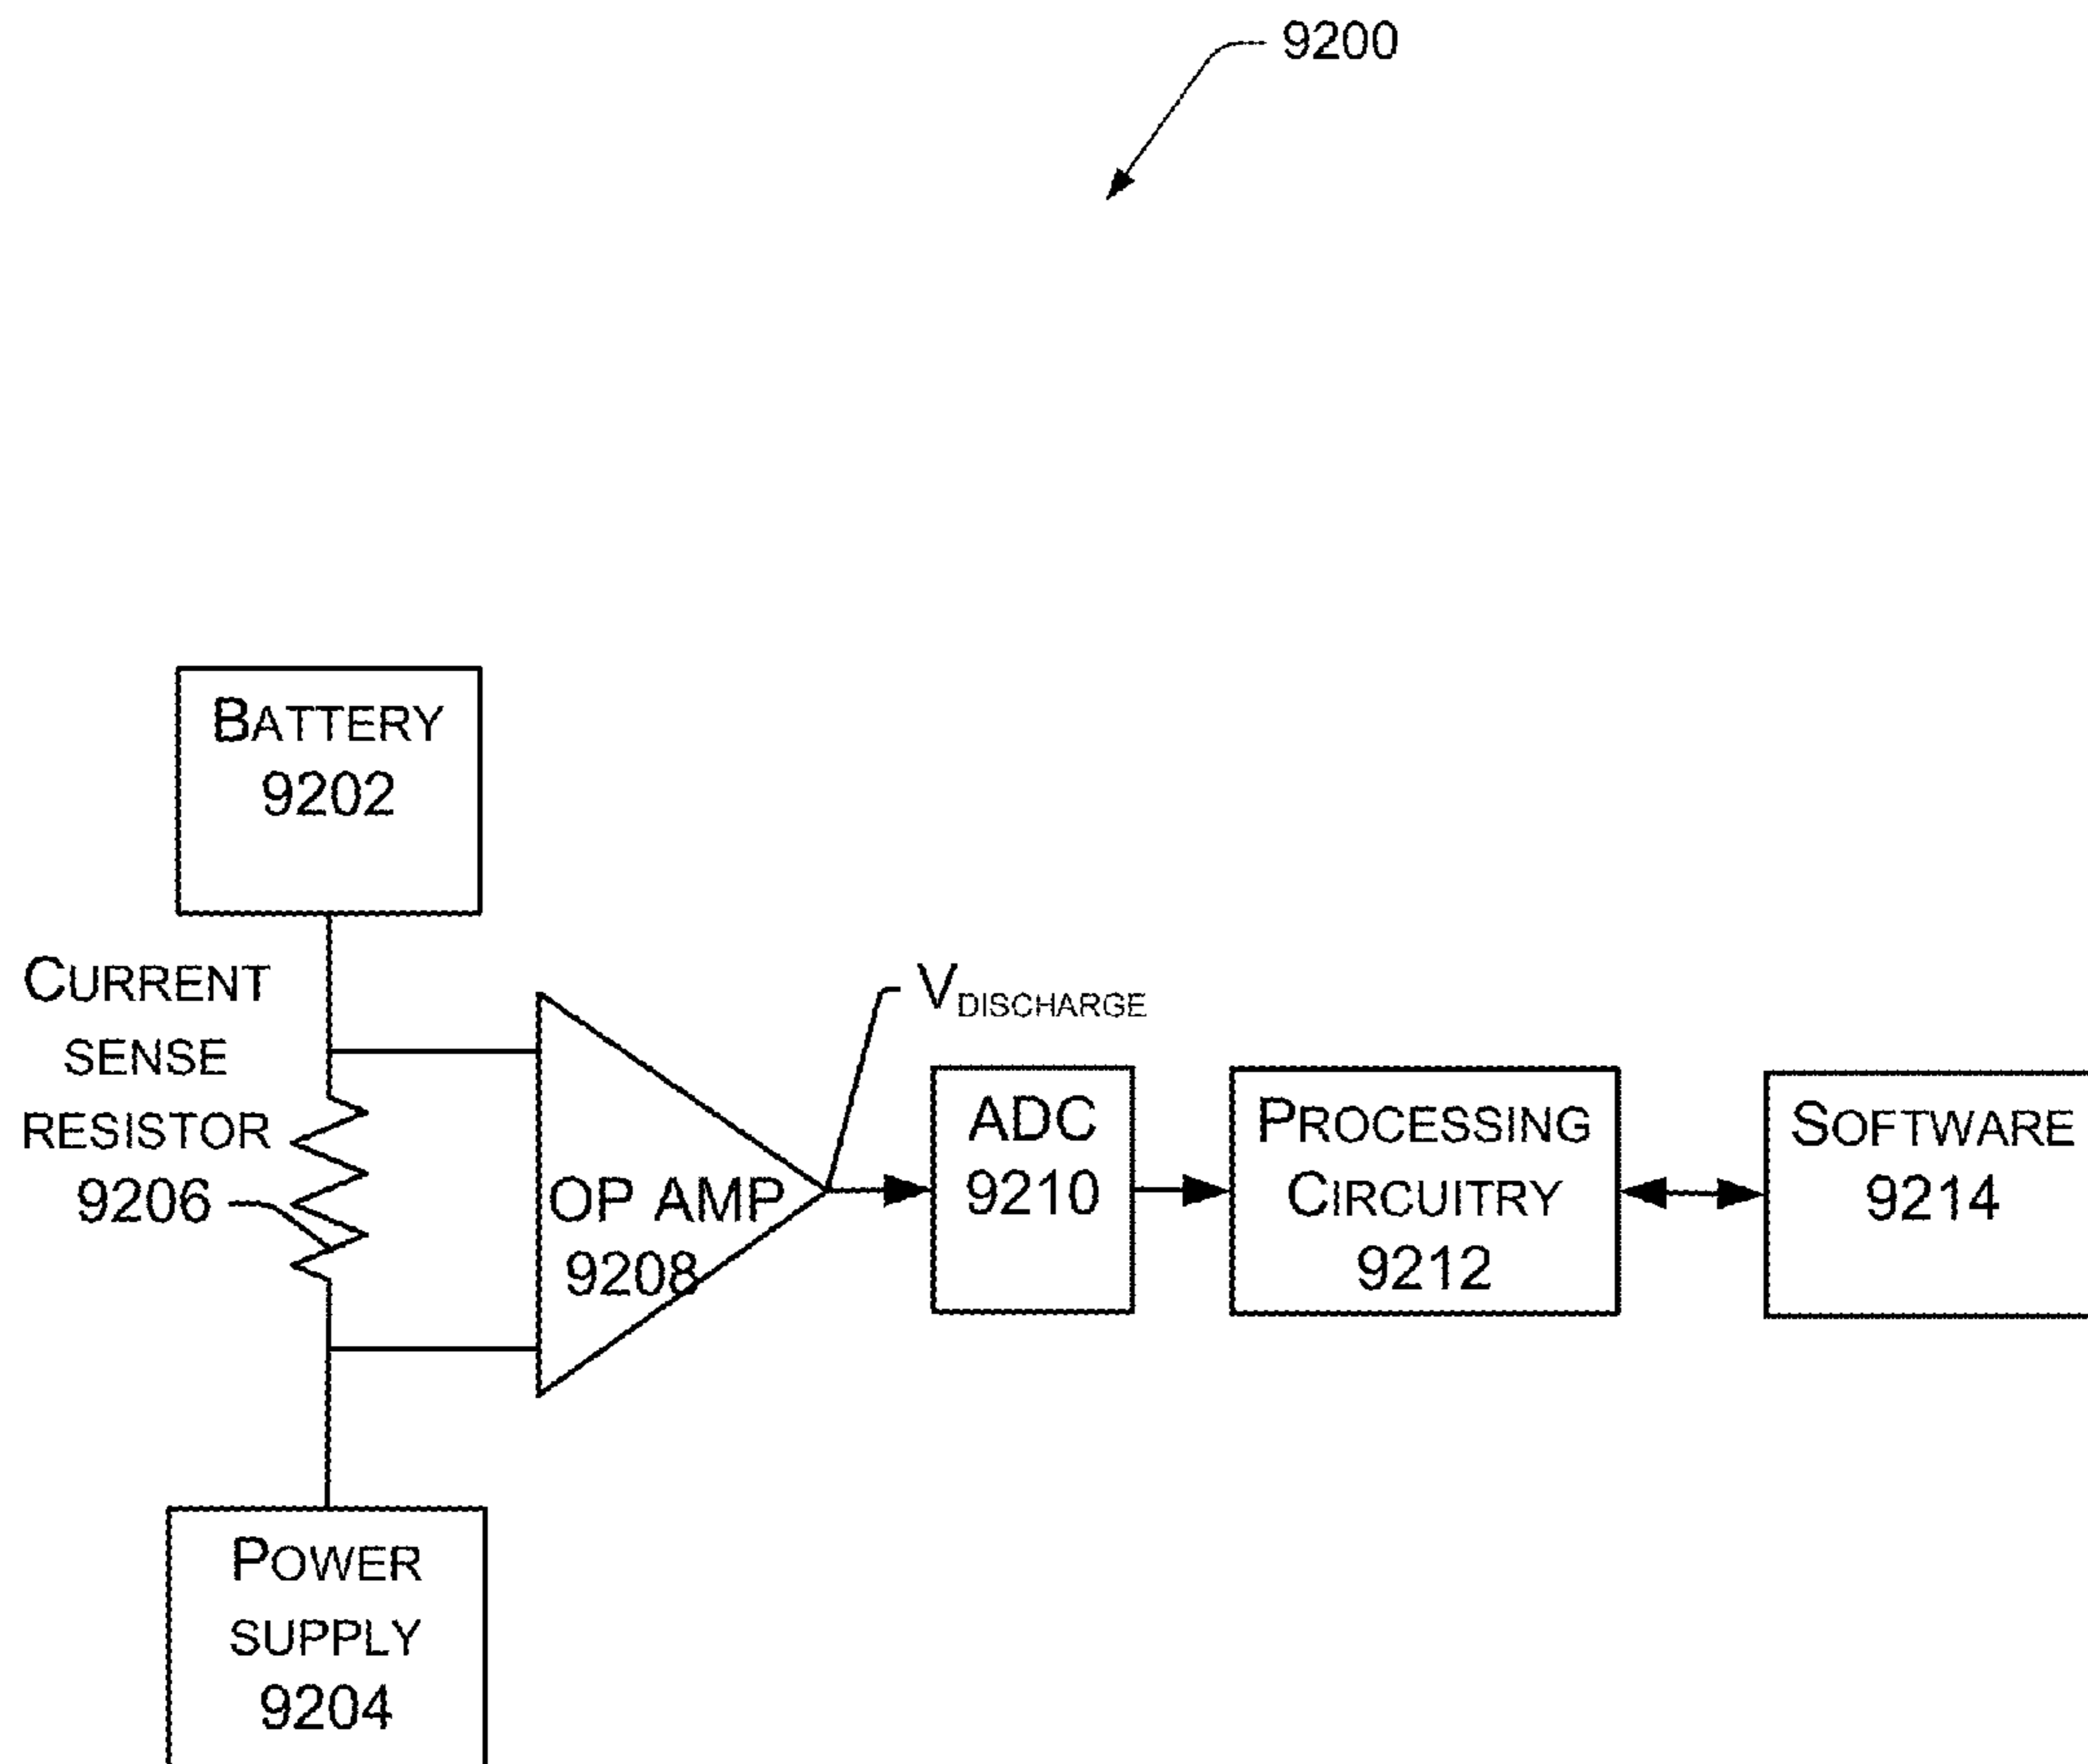 9200
BATTERY
9202
CURRENT
SENSE
RESISTOR
9206
OP AMP
9208
VDISCHARGE
ADC
9210
PROCESSING
CIRCUITRY
9212
SOFTWARE
9214
POWER
SUPPLY
9204